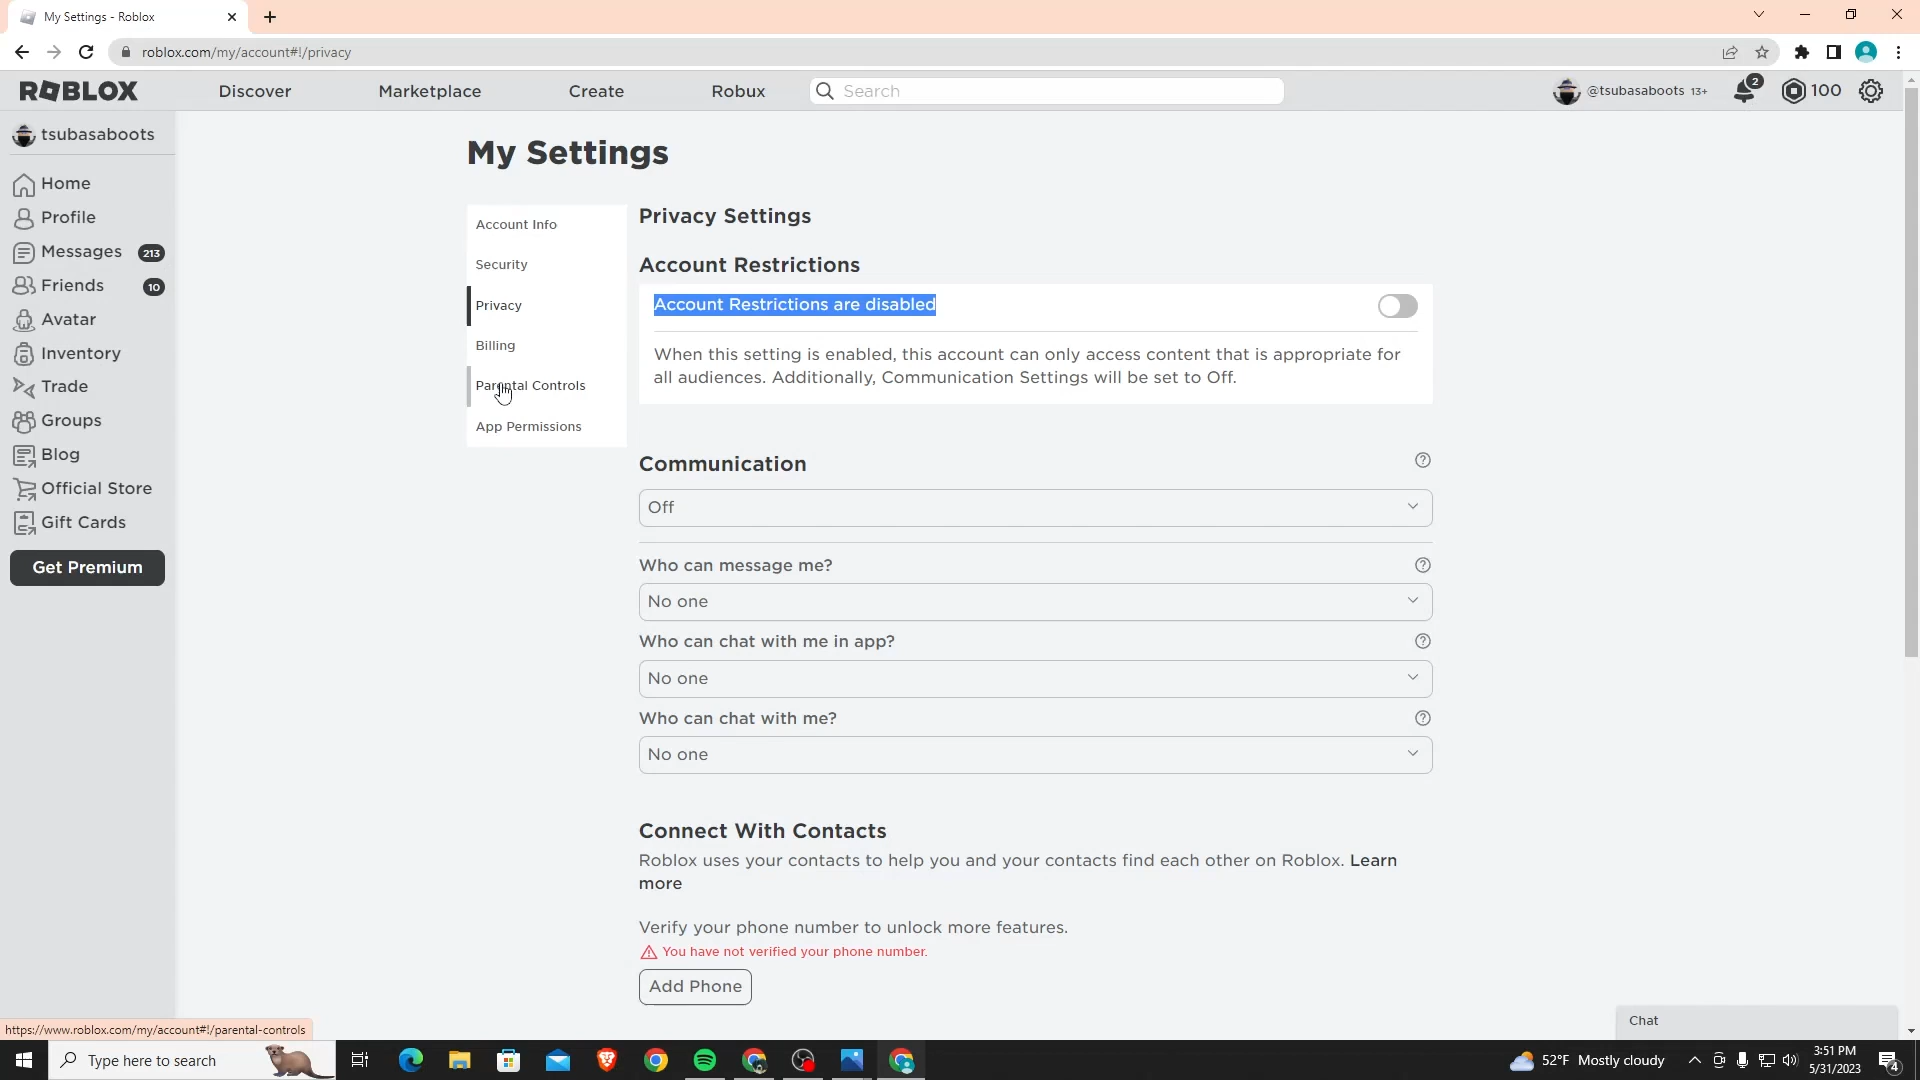 My Settings - Roblox
roblox.com/my/account#!/privacy
ROBLOX
Discover
Marketplace
Create
Robux
Search
@tsubasaboots 13+
2
100
tsubasaboots
Home
Profile
Messages 213
Friends 10
Avatar
Inventory
Trade
Groups
Blog
Official Store
Gift Cards
Get Premium
My Settings
Account Info
Security
Privacy
Billing
Parental Controls
App Permissions
Privacy Settings
Account Restrictions
Account Restrictions are disabled
When this setting is enabled, this account can only access content that is appropriate for
all audiences. Additionally, Communication Settings will be set to Off.
Communication
Off
Who can message me?
No one
Who can chat with me in app?
No one
Who can chat with me?
No one
Connect With Contacts
Roblox uses your contacts to help you and your contacts find each other on Roblox. Learn
more
Verify your phone number to unlock more features.
You have not verified your phone number.
Add Phone
Chat
https://www.roblox.com/my/account#!/parental-controls
Type here to search
52°F Mostly cloudy
3:51 PM
5/31/2023
4